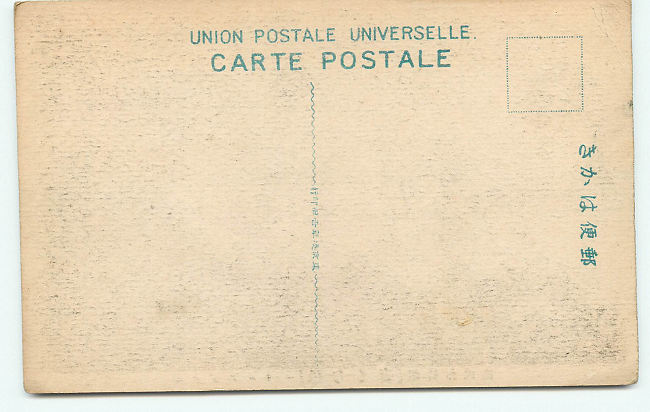 UNION POSTALE UNIVERSELLE.
CARTE POSTALE
郵便はかき